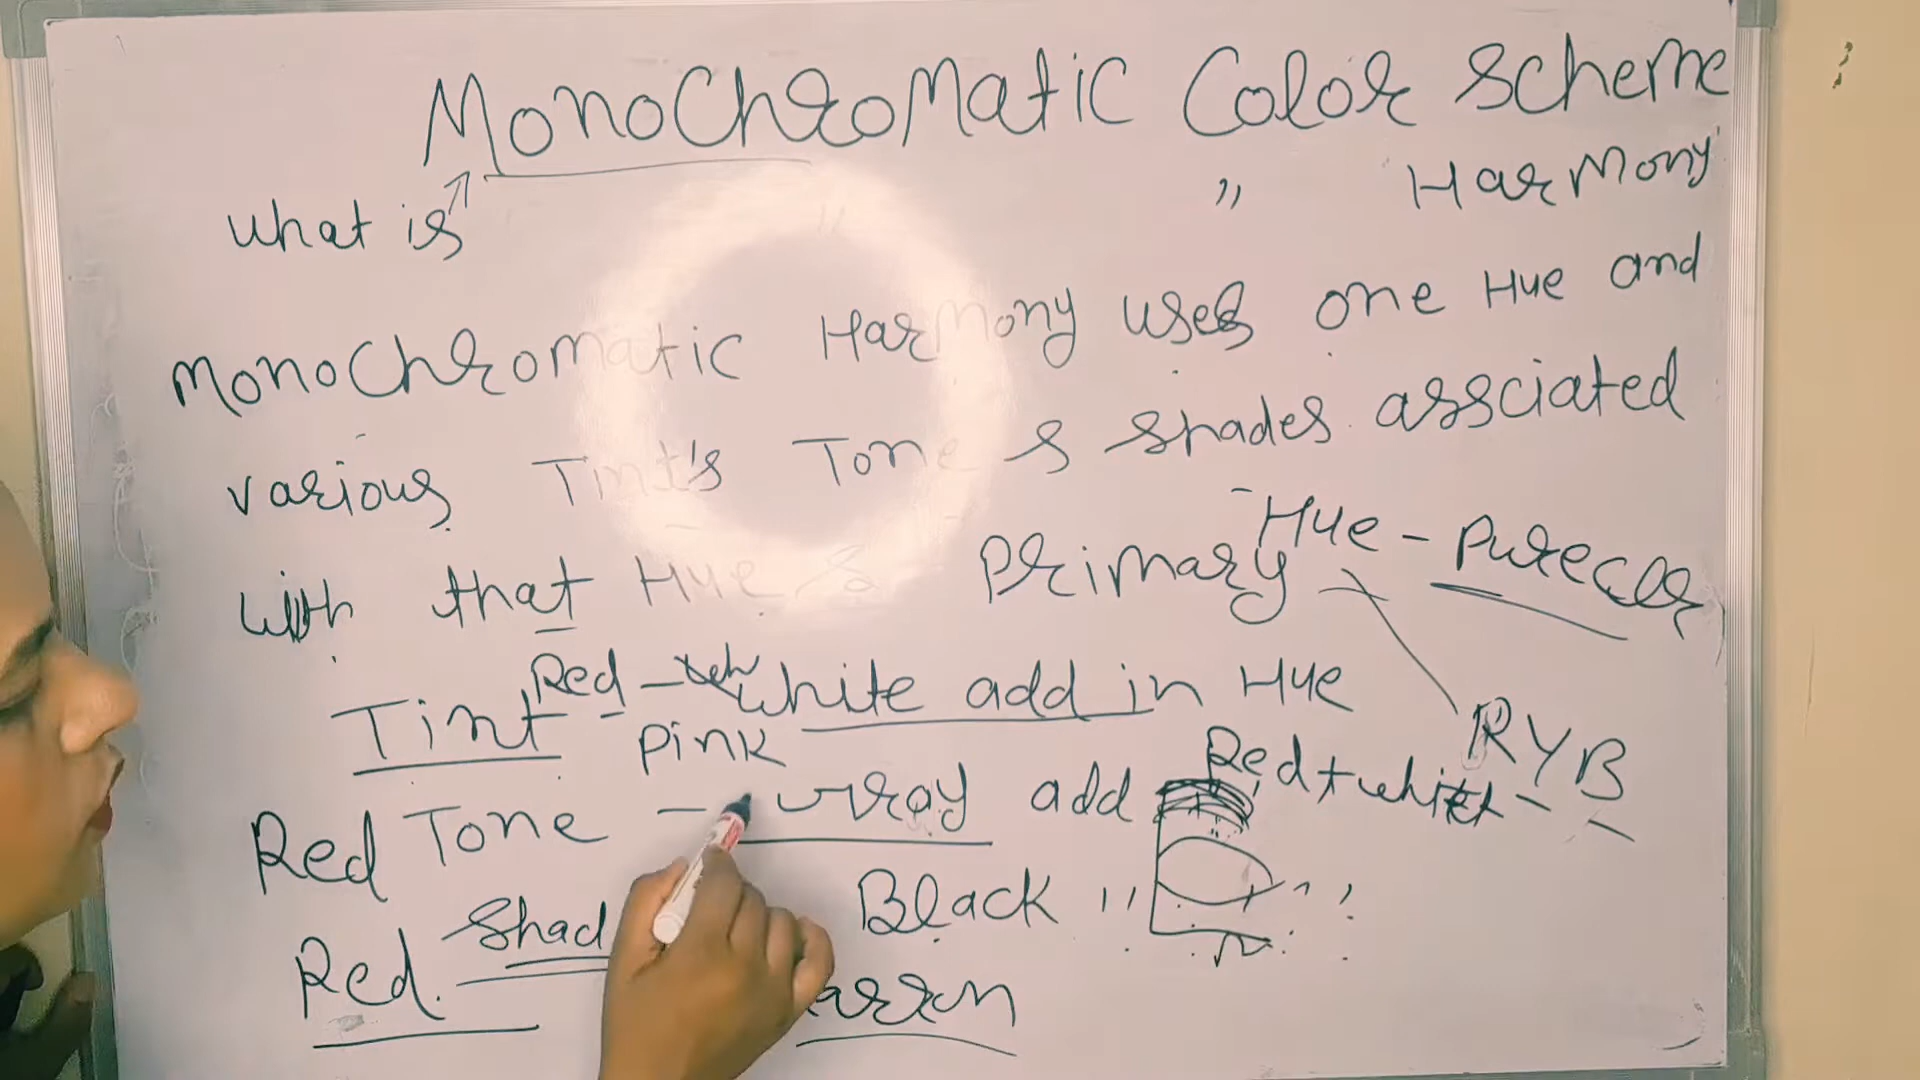 MonoChromatic Color Scheme
what is " HarMony
MonoChromatic HarMony uses one Hue and
various Tint's Tone & shades assciated
with that Hue & Primary Hue - Pure
Tint Red - White add in Hue
Pink RYB
Red Tone - add Red + white
Red Shad Black "